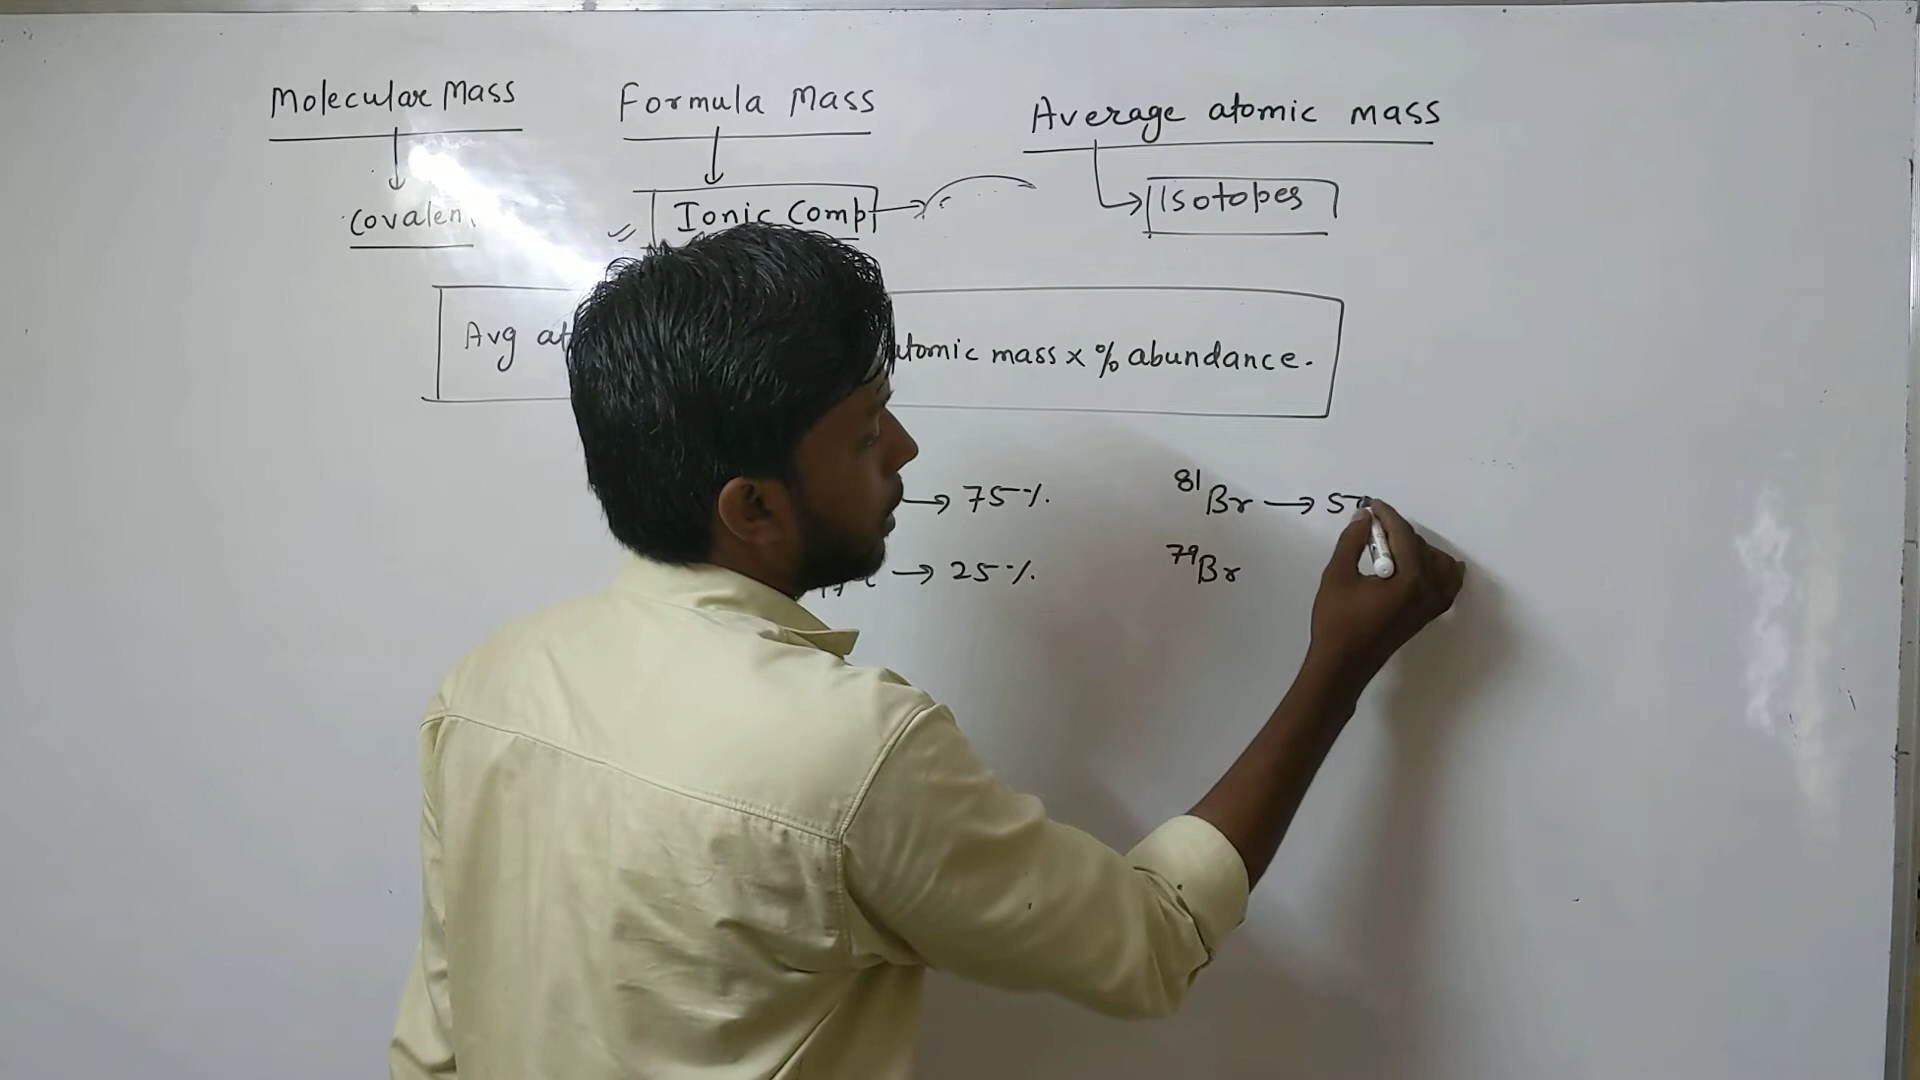 Molecular Mass
Formula Mass
Average atomic mass
Covalen
Ionic Comp
Isotopes
Avg at
atomic mass x % abundance.
→ 75%
81Br → 5
→ 25%
79Br